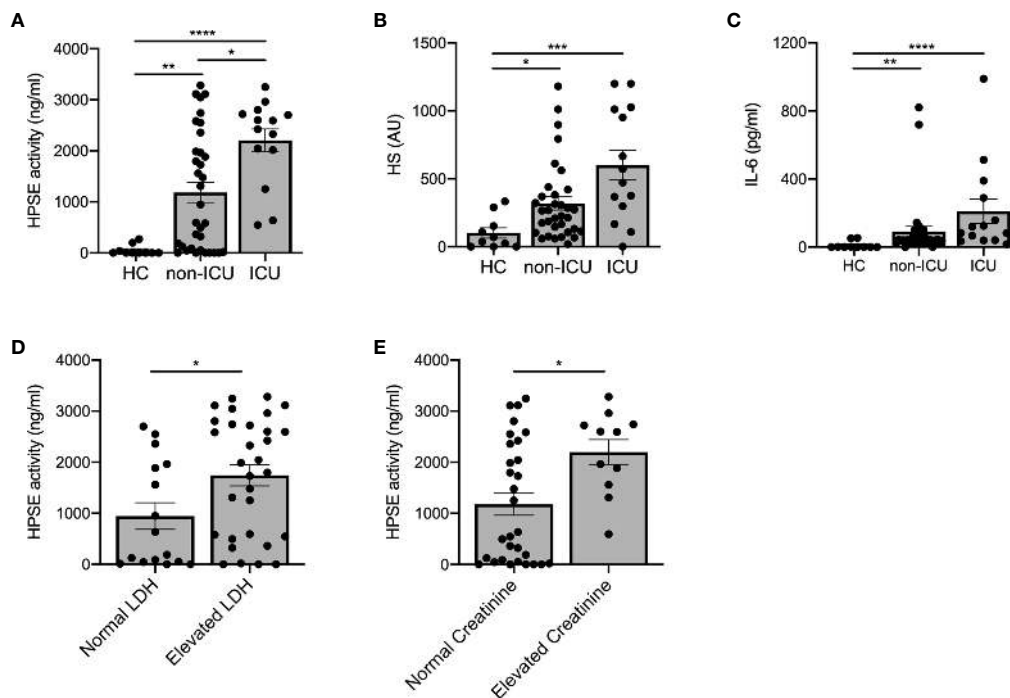 A
HPSE activity (ng/ml)
4000
3000
2000
1000
0
****
**
*
HC
non-ICU
ICU
B
HS (AU)
1500
1000
500
0
***
*
HC
non-ICU
ICU
C
IL-6 (pg/ml)
1200
800
400
0
****
**
HC
non-ICU
ICU
D
HPSE activity (ng/ml)
4000
3000
2000
1000
0
*
Normal LDH
Elevated LDH
E
HPSE activity (ng/ml)
4000
3000
2000
1000
0
*
Normal Creatinine
Elevated Creatinine